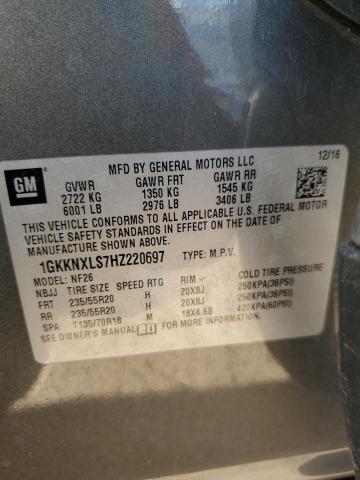 MFD BY GENERAL MOTORS LLC 12/16
GM GVWR GAWR FRT GAWR RR
2722 KG 1350 KG 1545 KG
6001 LB 2976 LB 3406 LB
THIS VEHICLE CONFORMS TO ALL APPLICABLE U.S. FEDERAL
MOTOR VEHICLE SAFETY
THEFT PREVENTION STANDARDS IN EFFECT ON THE DATE OF
MANUFACTURE SHOWN ABOVE.
1GKKNXLS7HZ220697 TYPE: M.P.V.
MODEL: NF26
NBJJ TIRE SIZE SPEED RTG RIM COLD TIRE PRESSURE
FRT 235/55R20 H 20X8J 250KPA(36PSI)
RR 235/55R20 H 20X8J 250KPA(36PSI)
SPA T135/70R18 M 18X4.5B 420KPA(60PSI)
SEE OWNER'S MANUAL FOR ADDITIONAL INFORMATION.